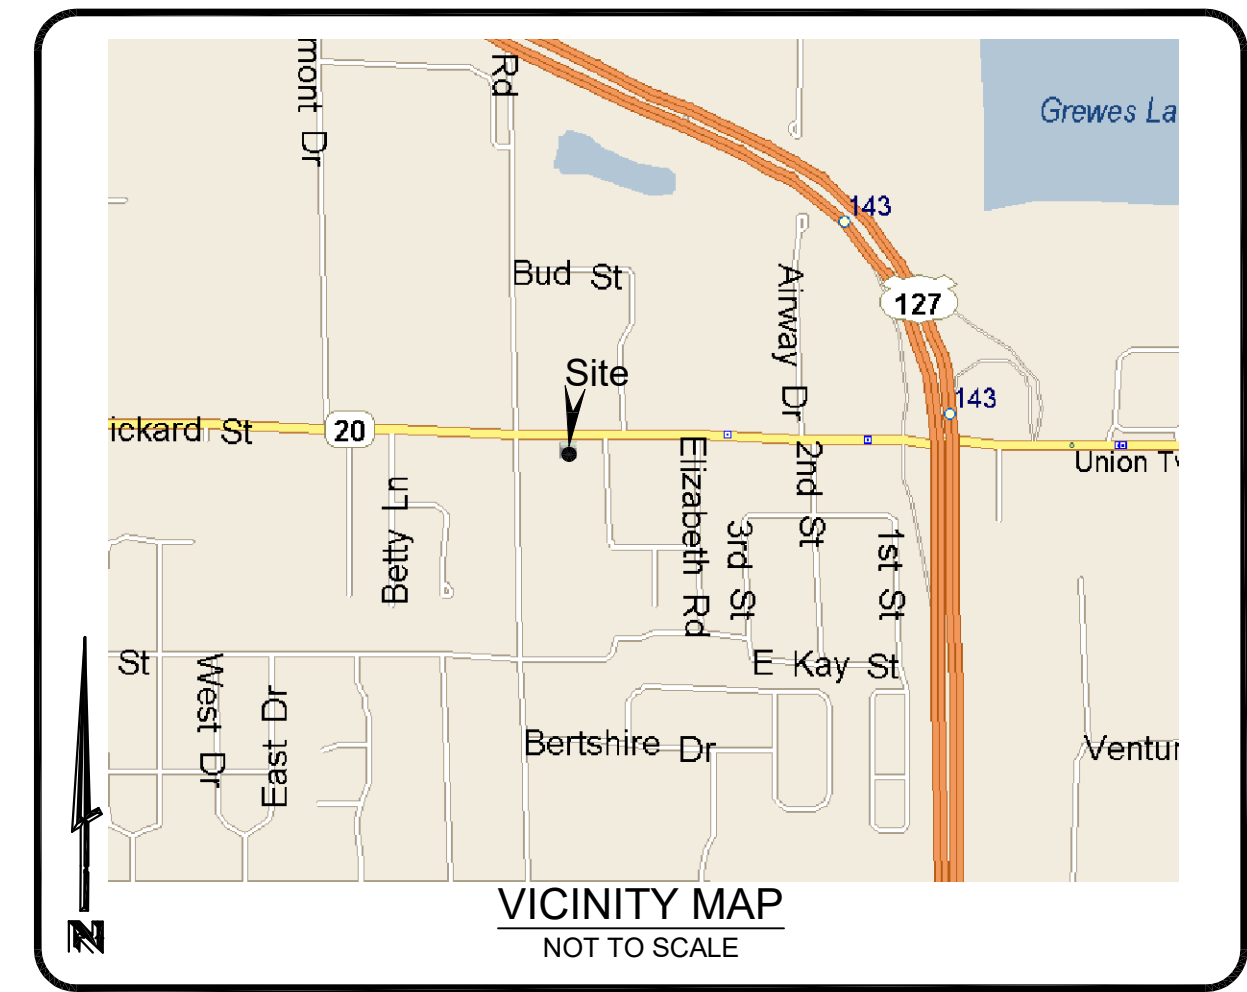 mont Dr
Rd
Grewes La
143
Bud St
Airway Dr
127
Site
143
ickard St
20
Union Tw
Betty Ln
Elizabeth Rd
2nd St
3rd St
1st St
St
West Dr
East Dr
E Kay St
Bertshire Dr
Ventur
N
VICINITY MAP
NOT TO SCALE